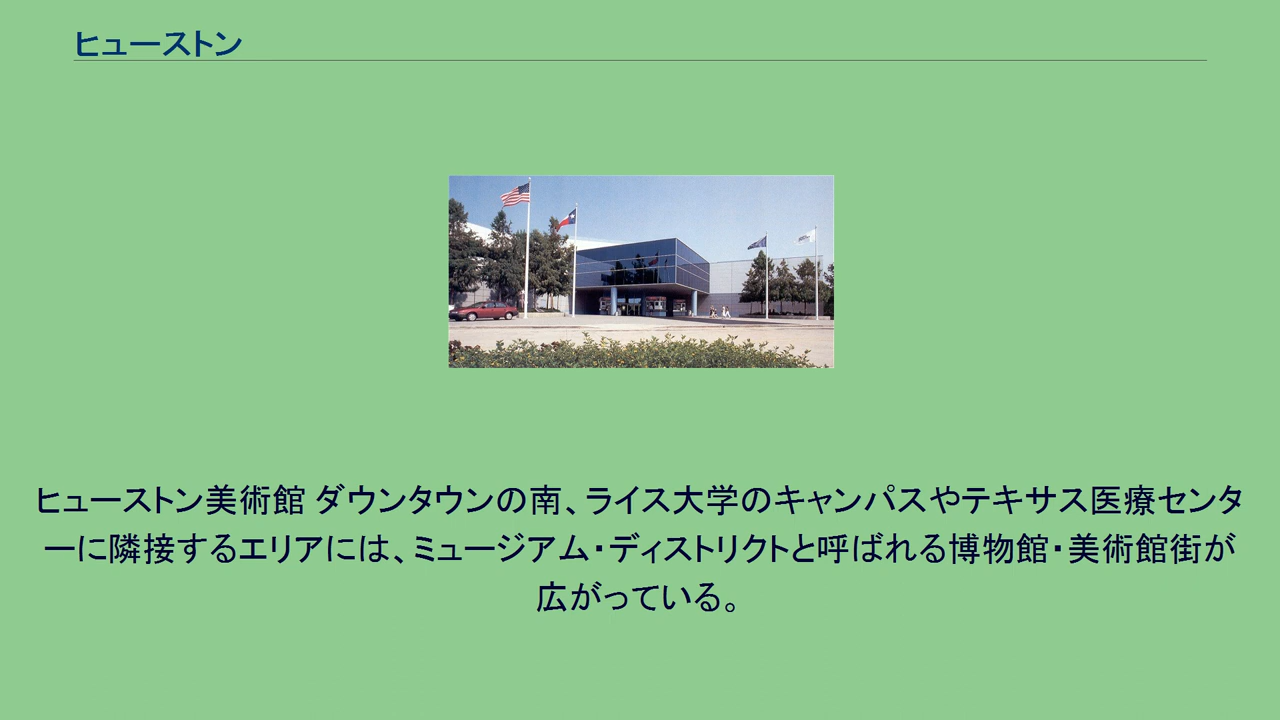 ヒューストン
ヒューストン美術館 ダウンタウンの南、ライス大学のキャンパスやテキサス医療センタ
ーに隣接するエリアには、ミュージアム・ディストリクトと呼ばれる博物館・美術館街が
広がっている。